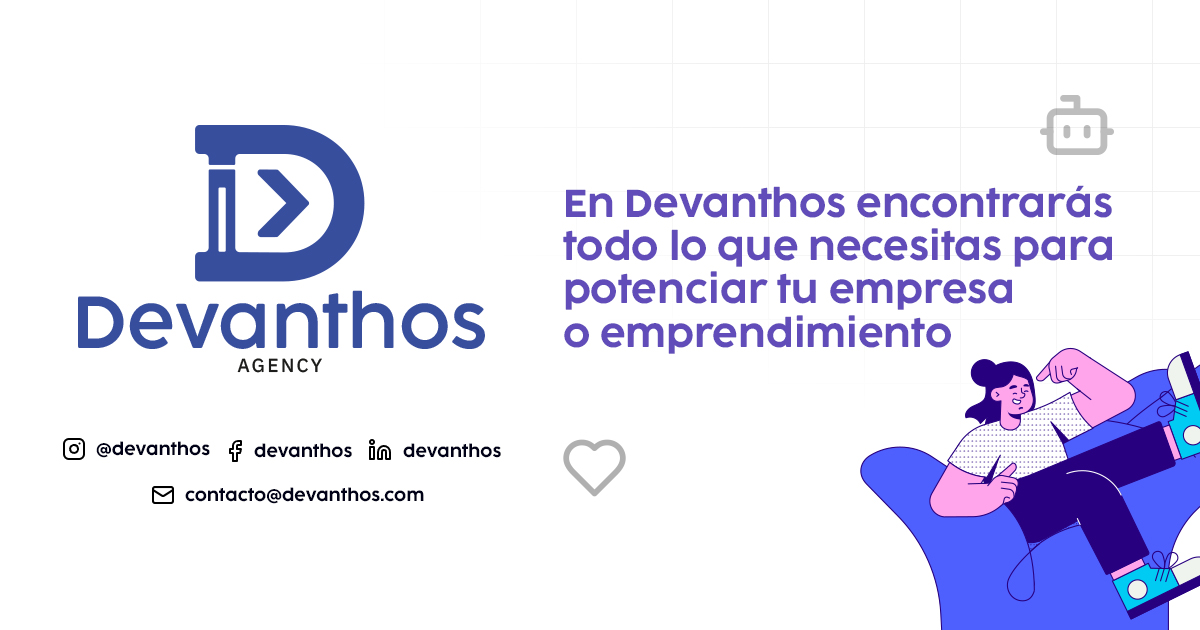 Devanthos
AGENCY
@devanthos devanthos devanthos
contacto@devanthos.com
En Devanthos encontrarás
todo lo que necesitas para
potenciar tu empresa
o emprendimiento